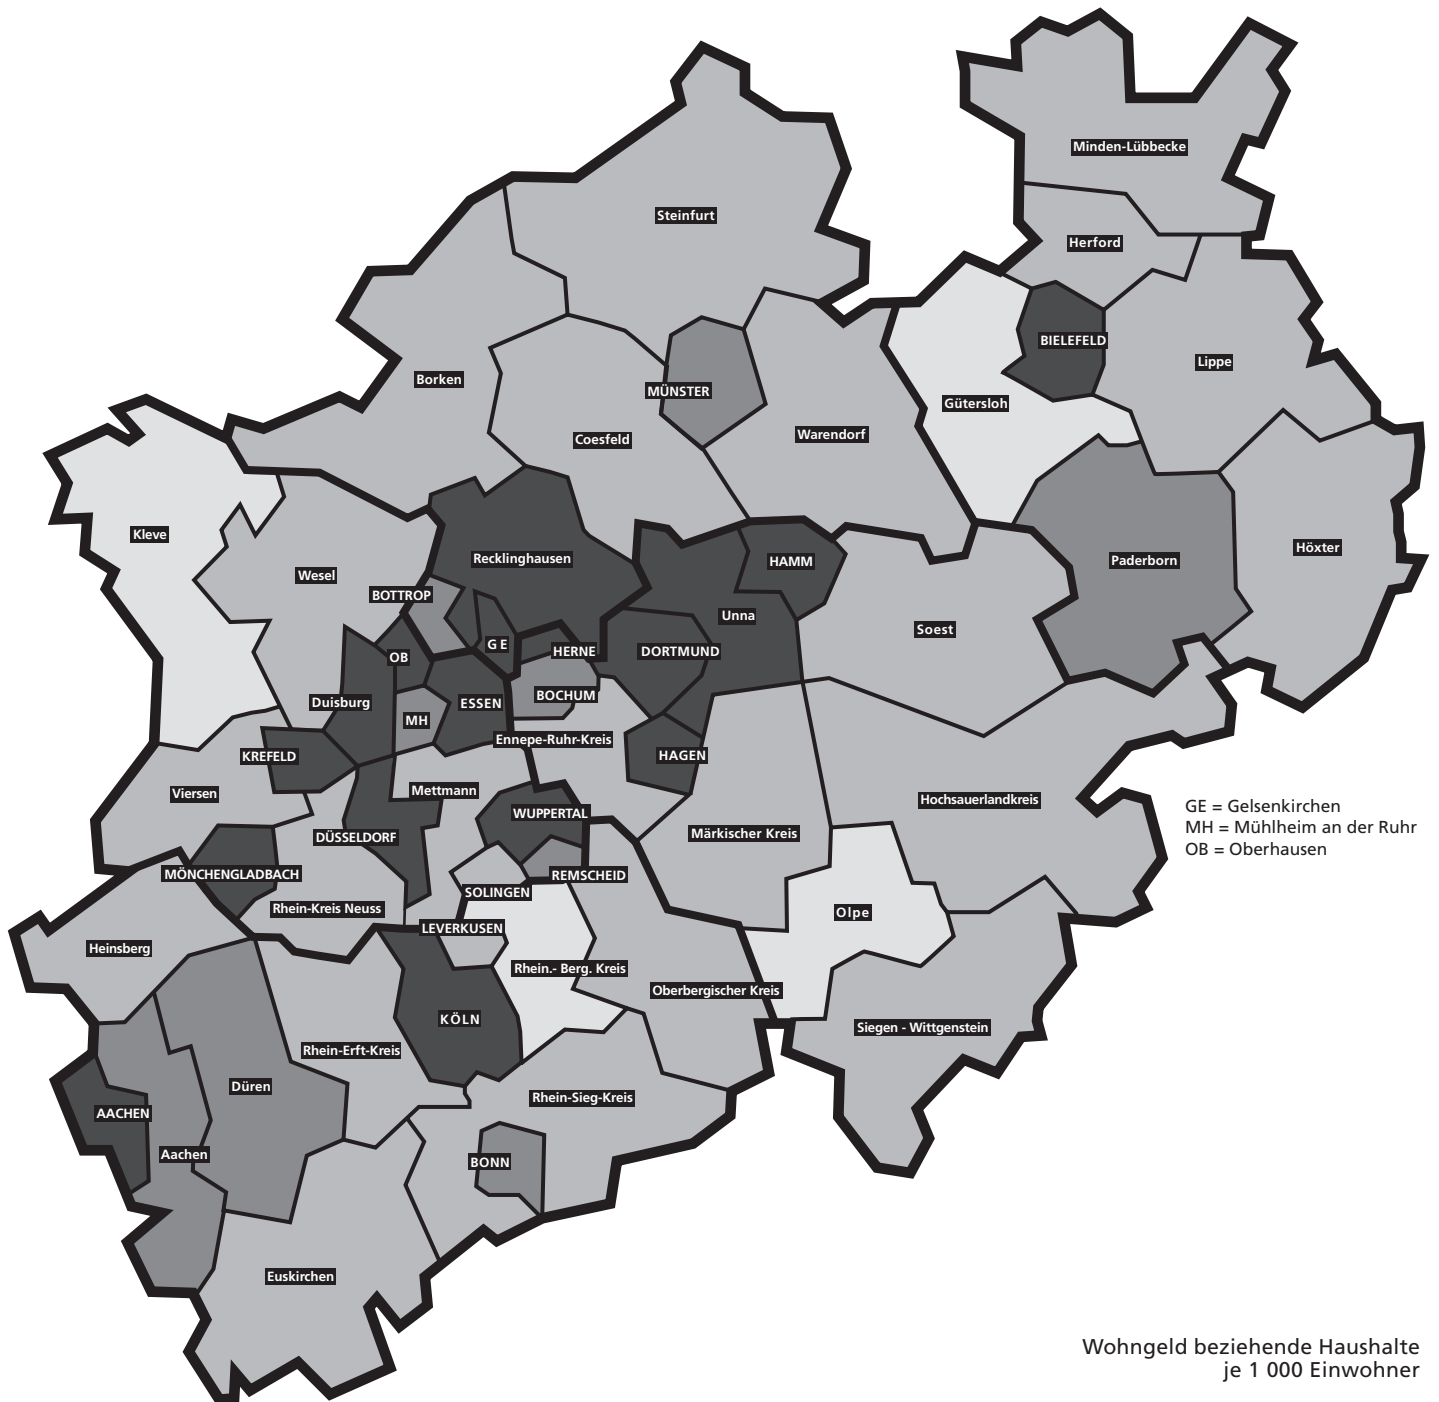 Minden-Lübbecke
Steinfurt
Herford
BIELEFELD
Lippe
Borken
MÜNSTER
Gütersloh
Coesfeld
Warendorf
Kleve
Höxter
Recklinghausen
Paderborn
HAMM
Wesel
BOTTROP
Unna
Soest
G E
HERNE
DORTMUND
OB
BOCHUM
Duisburg
ESSEN
MH
Ennepe-Ruhr-Kreis
KREFELD
HAGEN
Mettmann
Viersen
Hochsauerlandkreis
WUPPERTAL
Märkischer Kreis
DÜSSELDORF
MÖNCHENGLADBACH
REMSCHEID
SOLINGEN
Rhein-Kreis Neuss
Olpe
LEVERKUSEN
Heinsberg
Rhein.- Berg. Kreis
Oberbergischer Kreis
KÖLN
Siegen - Wittgenstein
Rhein-Erft-Kreis
Düren
Rhein-Sieg-Kreis
AACHEN
Aachen
BONN
Euskirchen
GE = Gelsenkirchen
MH = Mühlheim an der Ruhr
OB = Oberhausen
Wohngeld beziehende Haushalte
je 1 000 Einwohner